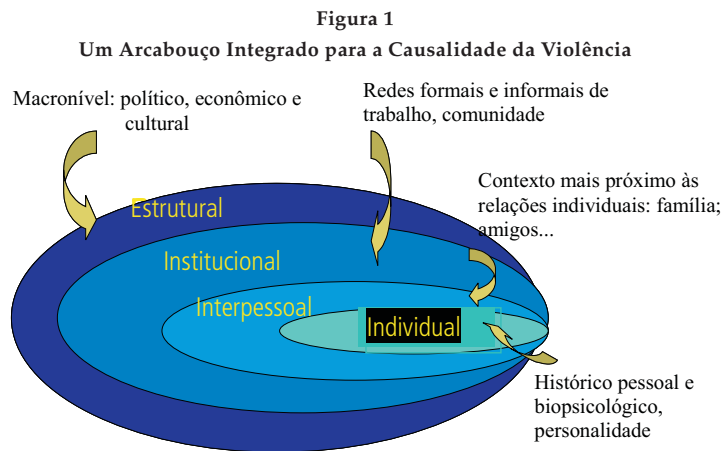 Figura 1
Um Arcabouço Integrado para a Causalidade da Violência
Macronível: político, econômico e
cultural
Redes formais e informais de
trabalho, comunidade
Contexto mais próximo às
relações individuais: família;
amigos...
Estrutural
Institucional
Interpessoal
Individual
Histórico pessoal e
biopsicológico,
personalidade